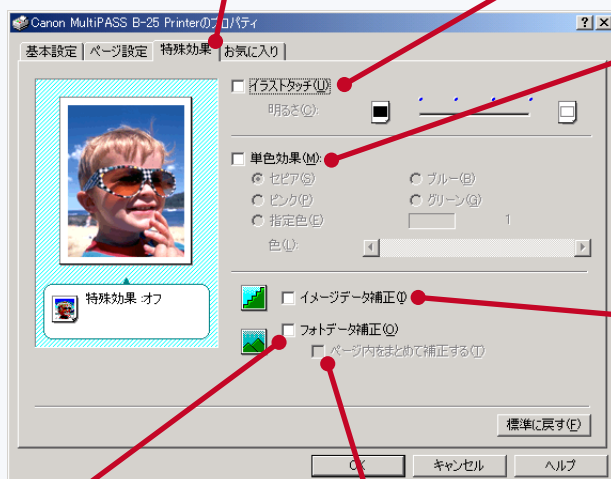 Canon MultiPASS B-25 Printerのプロパティ
基本設定 ページ設定 特殊効果 お気に入り
イラストタッチ(U)
明るさ(C):
単色効果(M):
セピア(S) ブルー(B)
ピンク(P) グリーン(G)
指定色(E) 1
色(L):
特殊効果:オフ
イメージデータ補正(I)
フォトデータ補正(O)
ページ内をまとめて補正する(T)
標準に戻す(F)
OK キャンセル ヘルプ